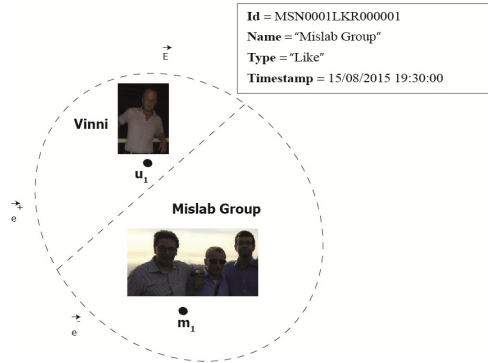 Id = MSN0001LKR000001
Name = "Mislab Group"
Type = "Like"
Timestamp = 15/08/2015 19:30:00
E
Vinni
u1
e+
Mislab Group
m1
e-